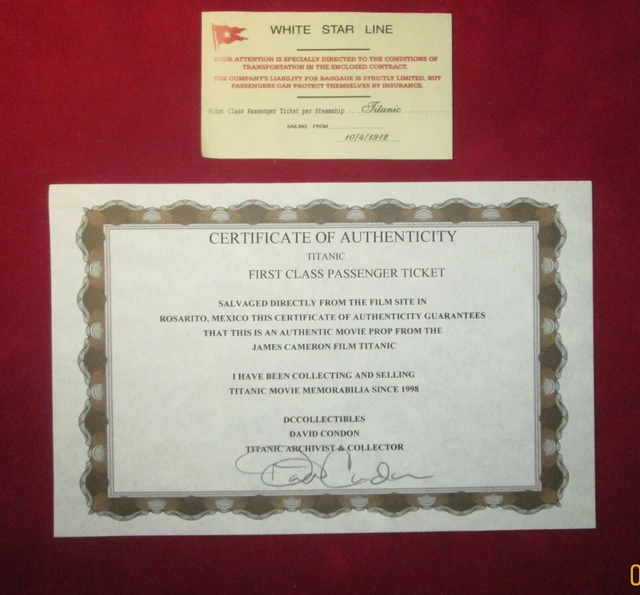 WHITE STAR LINE
YOUR ATTENTION IS SPECIALLY DIRECTED TO THE CONDITIONS OF
TRANSPORTATION IN THE ENCLOSED CONTRACT.
THE COMPANY'S LIABILITY FOR BAGGAGE IS STRICTLY LIMITED, BUT
PASSENGERS CAN PROTECT THEMSELVES BY INSURANCE.
First Class Passenger Ticket per Steamship Titanic
SAILING FROM
10/4/1912
CERTIFICATE OF AUTHENTICITY
TITANIC
FIRST CLASS PASSENGER TICKET
SALVAGED DIRECTLY FROM THE FILM SITE IN
ROSARITO, MEXICO THIS CERTIFICATE OF AUTHENTICITY GUARANTEES
THAT THIS IS AN AUTHENTIC MOVIE PROP FROM THE
JAMES CAMERON FILM TITANIC
I HAVE BEEN COLLECTING AND SELLING
TITANIC MOVIE MEMORABILIA SINCE 1998
DCCOLLECTIBLES
DAVID CONDON
TITANIC ARCHIVIST & COLLECTOR
Dave Condon
0